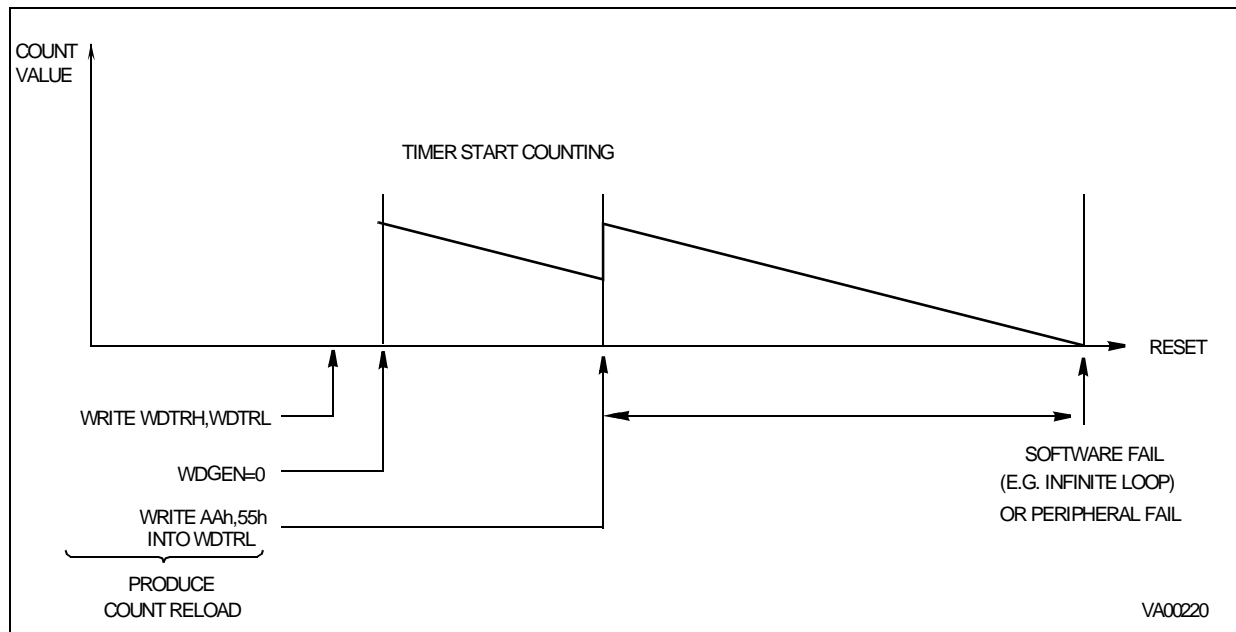 COUNT
VALUE
TIMER START COUNTING
RESET
WRITE WDTRH,WDTRL
WDGEN=0
WRITE AAh,55h
INTO WDTRL
PRODUCE
COUNT RELOAD
SOFTWARE FAIL
(E.G. INFINITE LOOP)
OR PERIPHERAL FAIL
VA00220